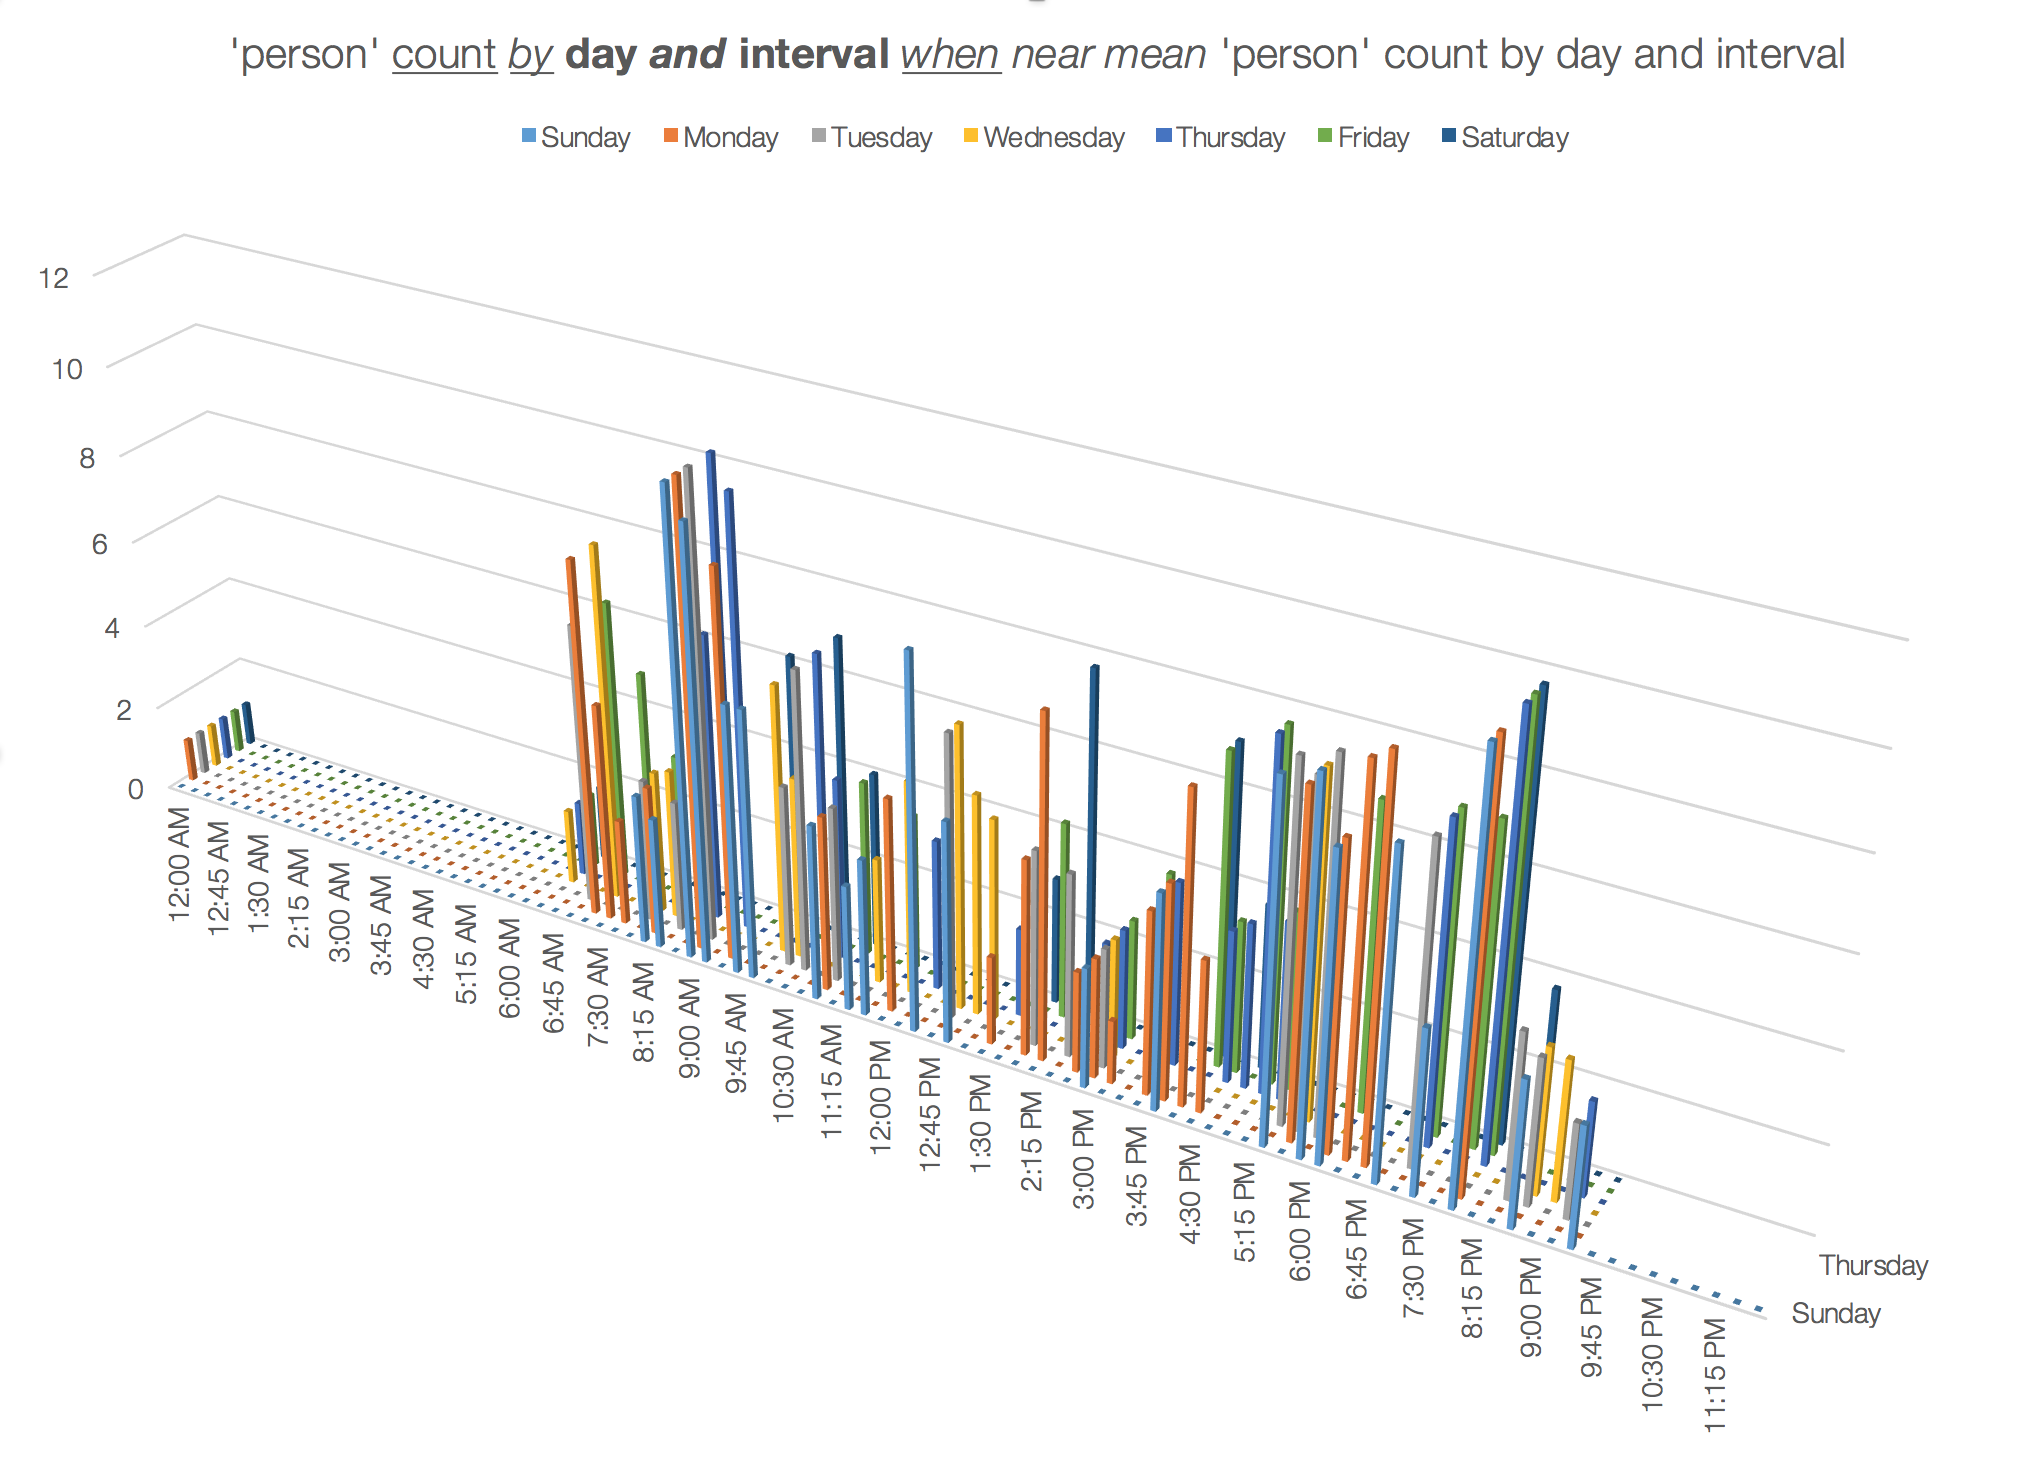 'person' count by day and interval when near mean 'person' count by day and interval
Sunday Monday Tuesday Wednesday Thursday Friday Saturday
12
10
8
6
4
2
0
12:00 AM
12:45 AM
1:30 AM
2:15 AM
3:00 AM
3:45 AM
4:30 AM
5:15 AM
6:00 AM
6:45 AM
7:30 AM
8:15 AM
9:00 AM
9:45 AM
10:30 AM
11:15 AM
12:00 PM
12:45 PM
1:30 PM
2:15 PM
3:00 PM
3:45 PM
4:30 PM
5:15 PM
6:00 PM
6:45 PM
7:30 PM
8:15 PM
9:00 PM
9:45 PM
10:30 PM
11:15 PM
Thursday
Sunday